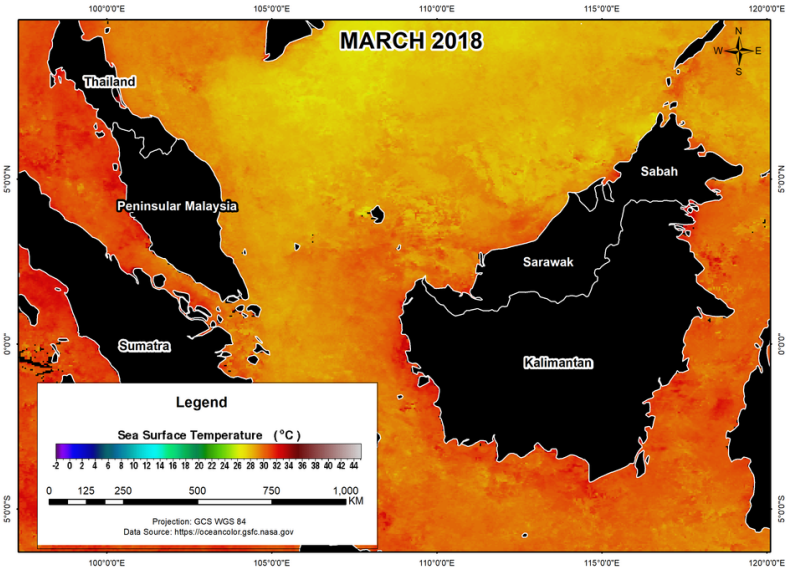 100°0'0"E 105°0'0"E 110°0'0"E 115°0'0"E 120°0'0"E
MARCH 2018
N
W E
S
Thailand
5°0'0"N 5°0'0"N
Sabah
Peninsular Malaysia
Sarawak
0°0'0" 0°0'0"
Sumatra
Kalimantan
Legend
Sea Surface Temperature (°C)
-2 0 2 4 6 8 10 12 14 16 18 20 22 24 26 28 30 32 34 36 38 40 42 44
0 125 250 500 750 1,000
KM
5°0'0"S 5°0'0"S
Projection: GCS WGS 84
Data Source: https://oceancolor.gsfc.nasa.gov
100°0'0"E 105°0'0"E 110°0'0"E 115°0'0"E 120°0'0"E